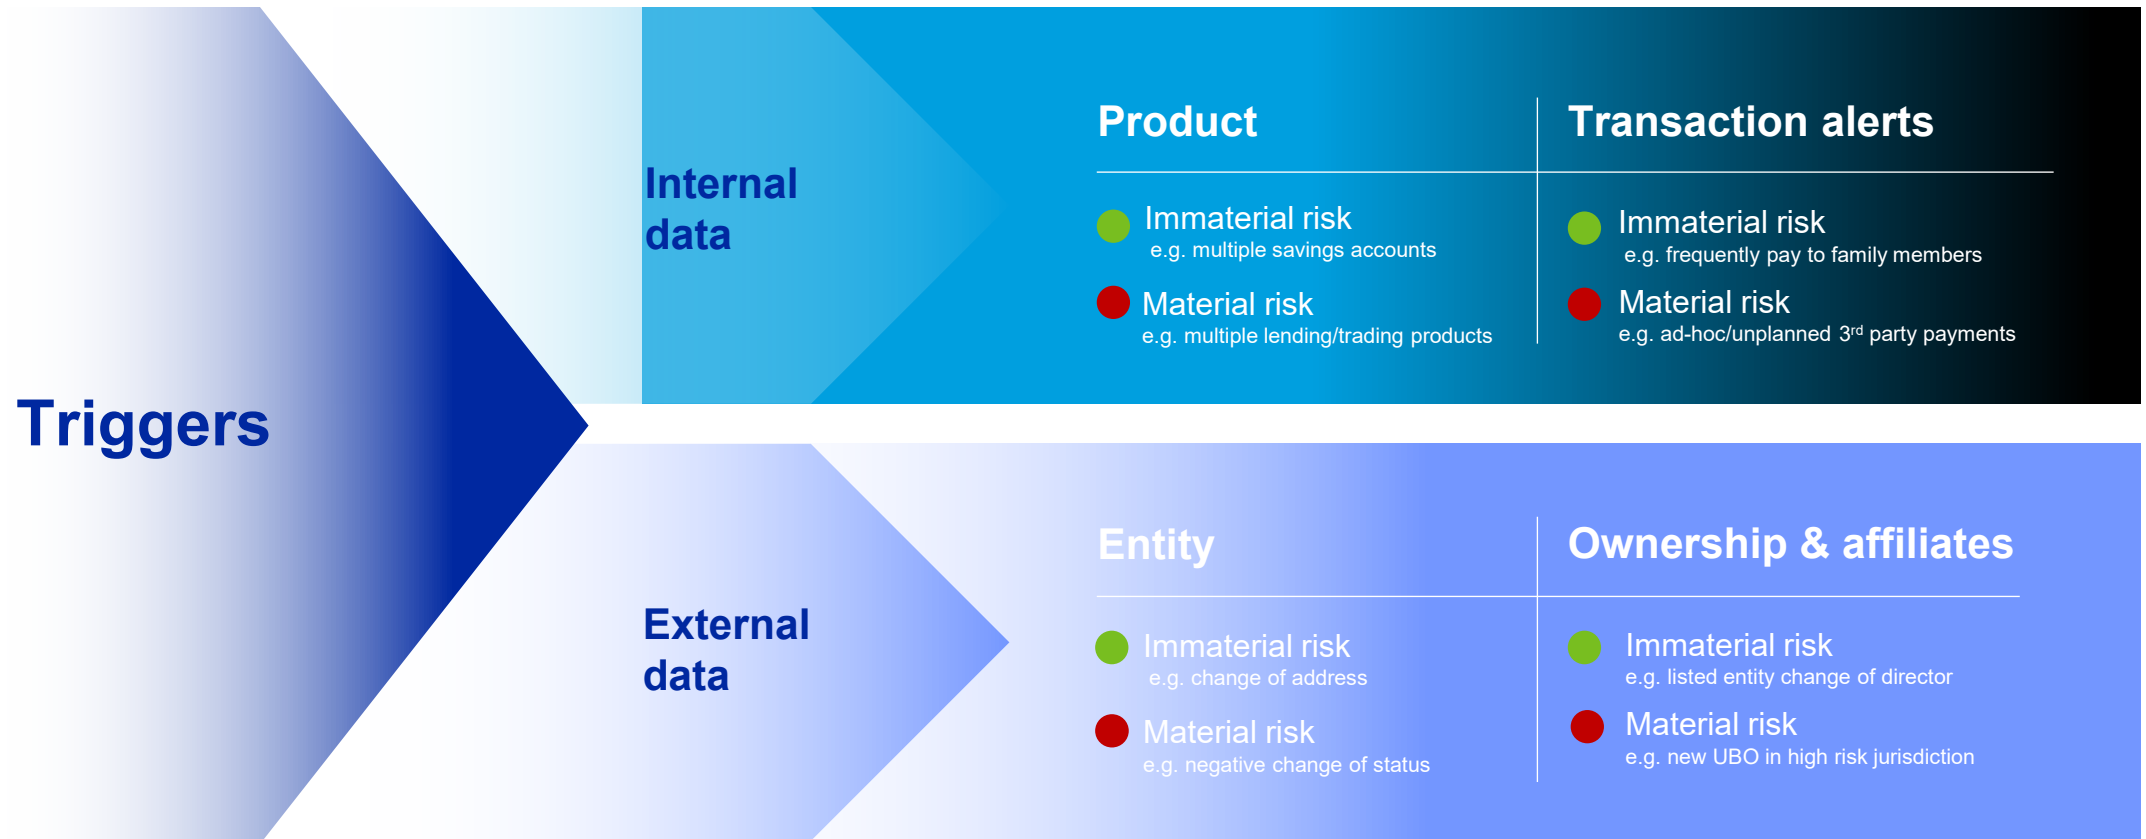 Triggers
Internal
data
Product
Immaterial risk
e.g. multiple savings accounts
Material risk
e.g. multiple lending/trading products
Transaction alerts
Immaterial risk
e.g. frequently pay to family members
Material risk
e.g. ad-hoc/unplanned 3rd party payments
External
data
Entity
Immaterial risk
e.g. change of address
Material risk
e.g. negative change of status
Ownership & affiliates
Immaterial risk
e.g. listed entity change of director
Material risk
e.g. new UBO in high risk jurisdiction